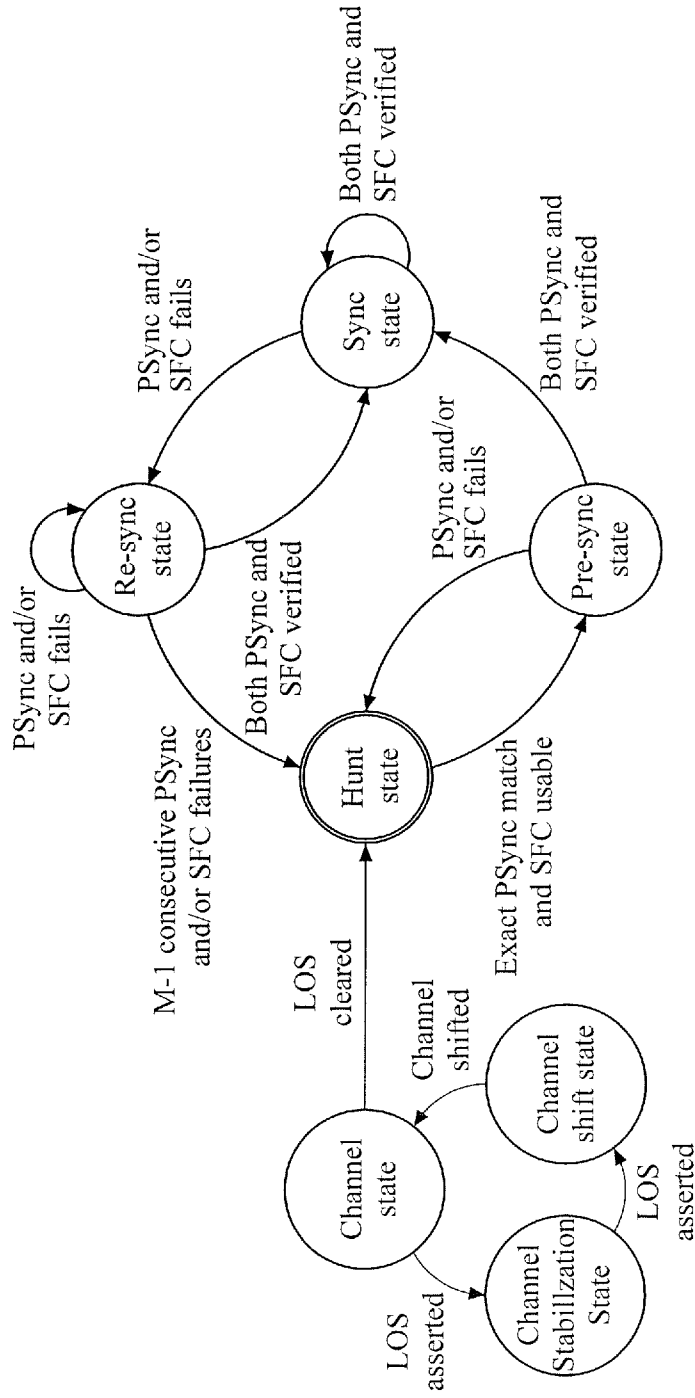 PSync and/or
SFC fails
Re-sync
state
PSync and/or
SFC fails
Both PSync and
SFC verified
Sync
state
M-1 consecutive PSync
and/or SFC failures
Both PSync and
SFC verified
LOS
cleared
Hunt
state
PSync and/or
SFC fails
Both PSync and
SFC verified
Exact PSync match
and SFC usable
Pre-sync
state
Channel
state
Channel
shifted
LOS
asserted
Channel
Stabillzation
State
LOS
asserted
Channel
shift state